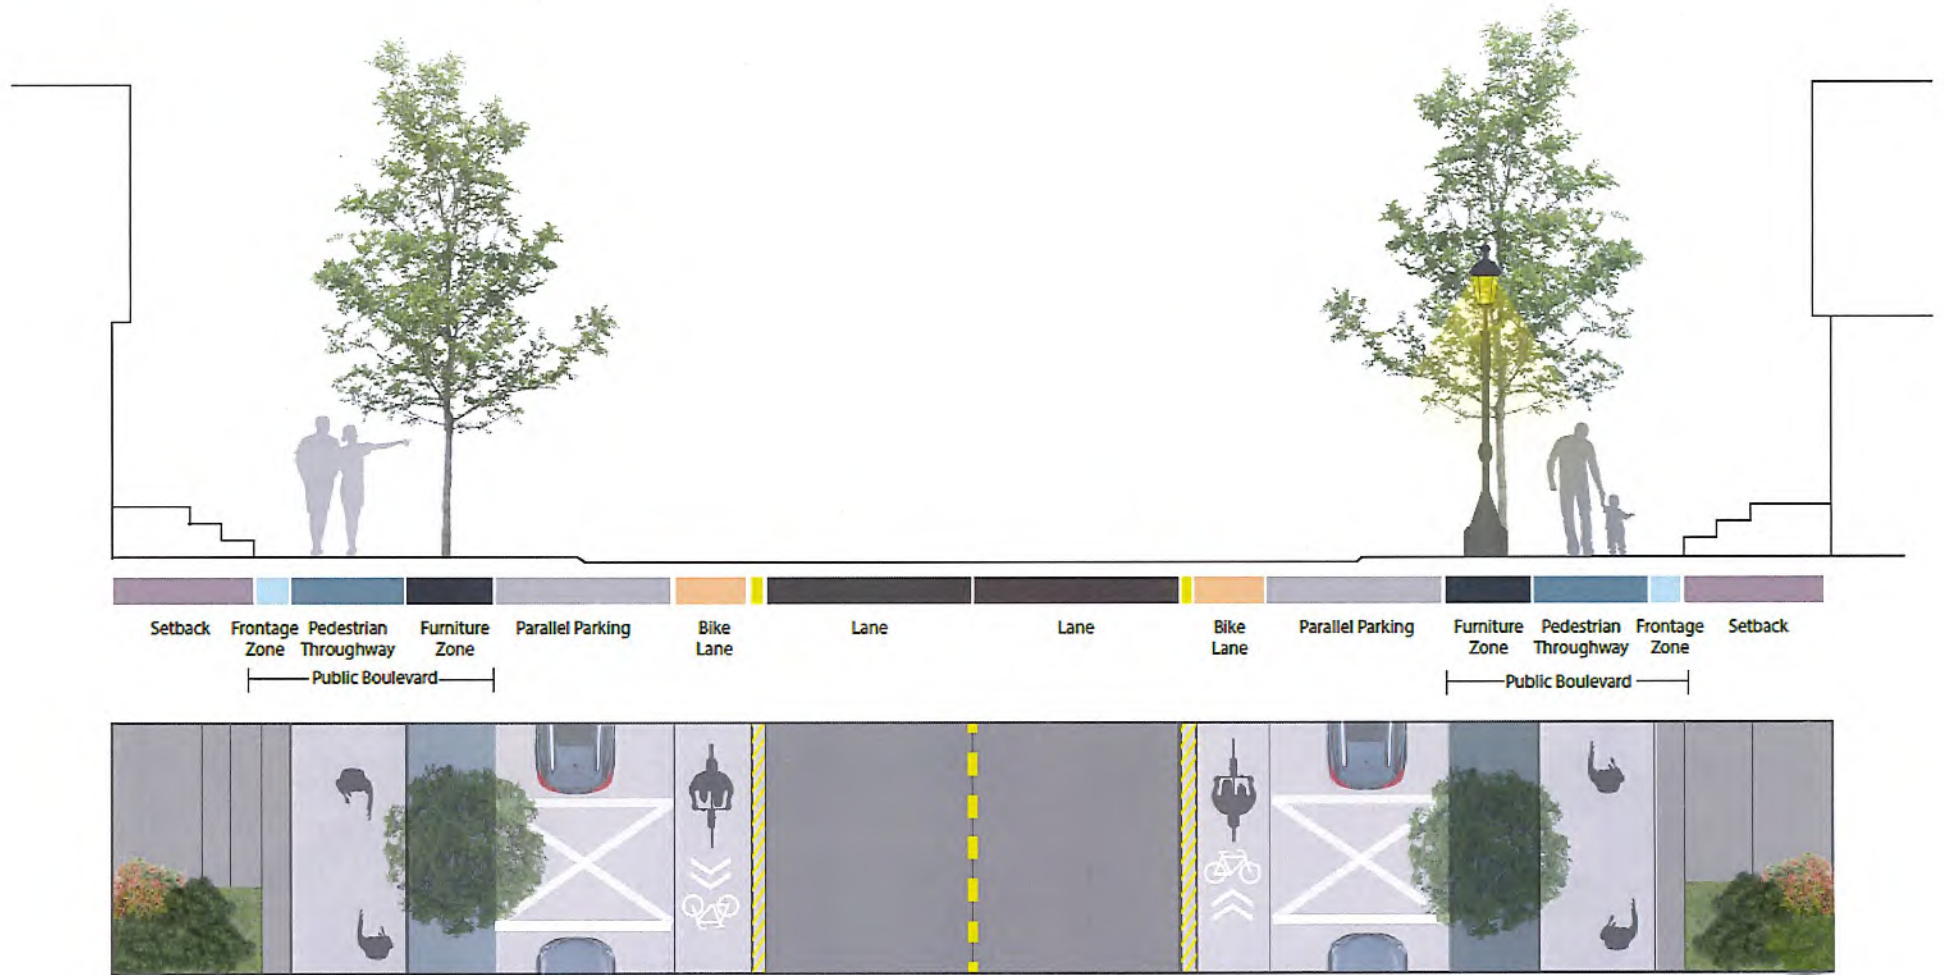 Setback Frontage Pedestrian Furniture Parallel Parking Bike Lane Lane Bike Parallel Parking Furniture Pedestrian Frontage Setback
Zone Throughway Zone Lane Lane Zone Throughway Zone
Public Boulevard Public Boulevard